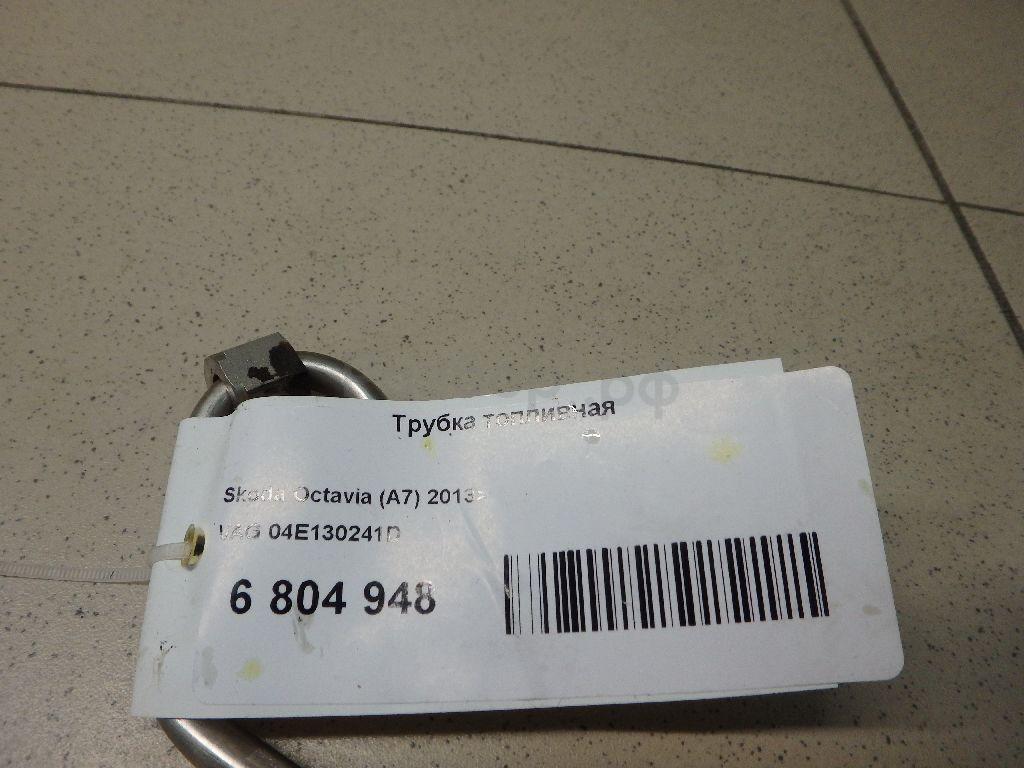 Трубка топливная
Skoda Octavia (A7) 2013>
VAG 04E130241D
6 804 948